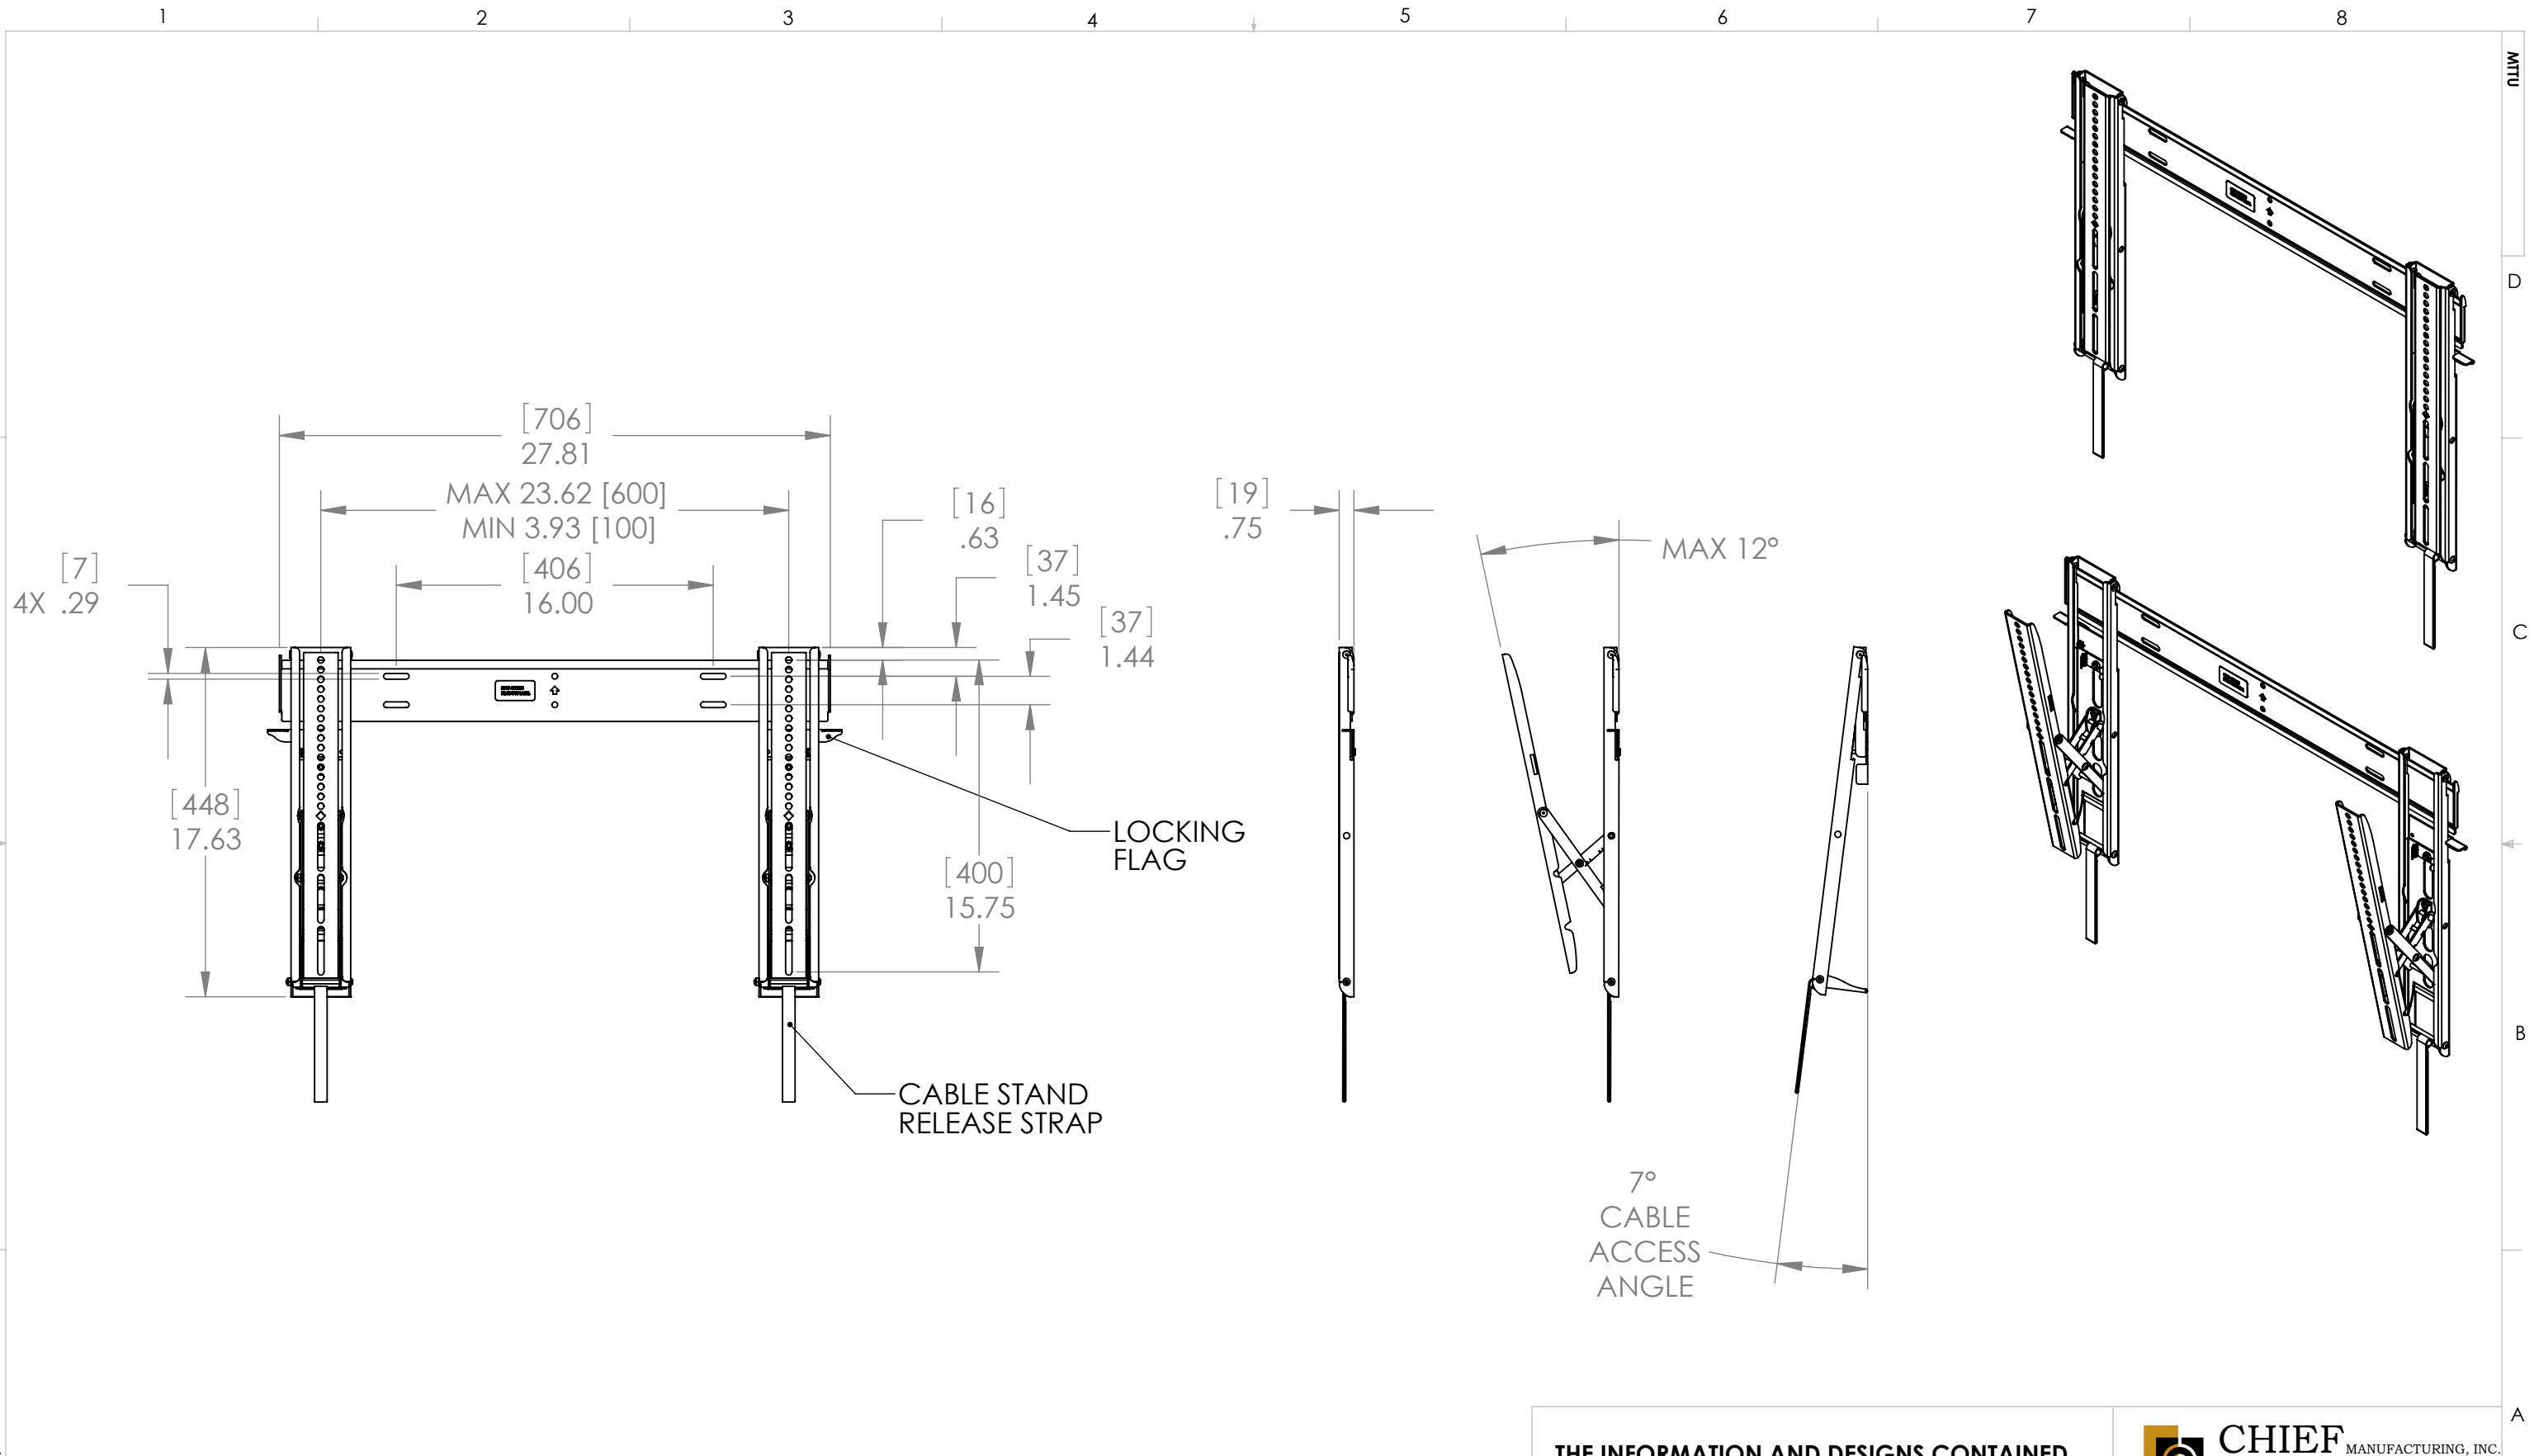 1 2 3 4 5 6 7 8
MTTU
D
[706]
27.81
MAX 23.62 [600]
MIN 3.93 [100]
[406]
16.00
[7]
4X .29
[16]
.63
[37]
1.45
[37]
1.44
[19]
.75
MAX 12°
C
[448]
17.63
LOCKING
FLAG
[400]
15.75
B
CABLE STAND
RELEASE STRAP
7°
CABLE
ACCESS
ANGLE
A
THE INFORMATION AND DESIGNS CONTAINED
CHIEF MANUFACTURING, INC.